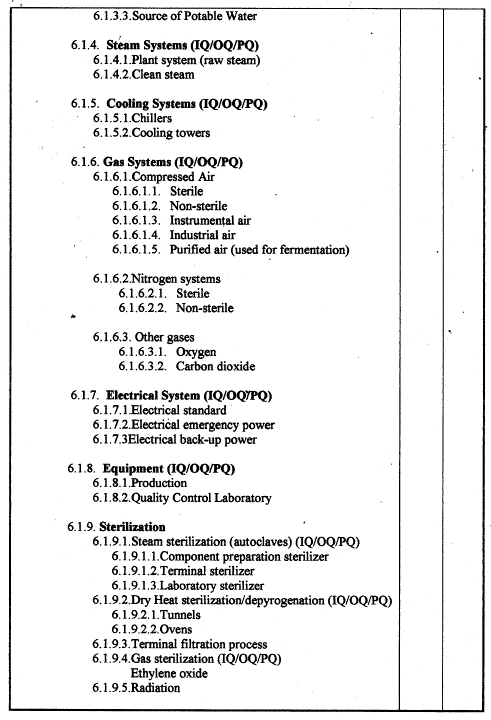 6.1.3.3.Source of Potable Water
6.1.4. Steam Systems (IQ/OQ/PQ)
6.1.4.1.Plant system (raw steam)
6.1.4.2.Clean steam
6.1.5. Cooling Systems (IQ/OQ/PQ)
6.1.5.1.Chillers
6.1.5.2.Cooling towers
6.1.6. Gas Systems (IQ/OQ/PQ)
6.1.6.1.Compressed Air
6.1.6.1.1. Sterile
6.1.6.1.2. Non-sterile
6.1.6.1.3. Instrumental air
6.1.6.1.4. Industrial air
6.1.6.1.5. Purified air (used for fermentation)
6.1.6.2.Nitrogen systems
6.1.6.2.1. Sterile
6.1.6.2.2. Non-sterile
6.1.6.3. Other gases
6.1.6.3.1. Oxygen
6.1.6.3.2. Carbon dioxide
6.1.7. Electrical System (IQ/OQ/PQ)
6.1.7.1.Electrical standard
6.1.7.2.Electrical emergency power
6.1.7.3Electrical back-up power
6.1.8. Equipment (IQ/OQ/PQ)
6.1.8.1.Production
6.1.8.2.Quality Control Laboratory
6.1.9. Sterilization
6.1.9.1.Steam sterilization (autoclaves) (IQ/OQ/PQ)
6.1.9.1.1.Component preparation sterilizer
6.1.9.1.2.Terminal sterilizer
6.1.9.1.3.Laboratory sterilizer
6.1.9.2.Dry Heat sterilization/depyrogenation (IQ/OQ/PQ)
6.1.9.2.1.Tunnels
6.1.9.2.2.Ovens
6.1.9.3.Terminal filtration process
6.1.9.4.Gas sterilization (IQ/OQ/PQ)
Ethylene oxide
6.1.9.5.Radiation